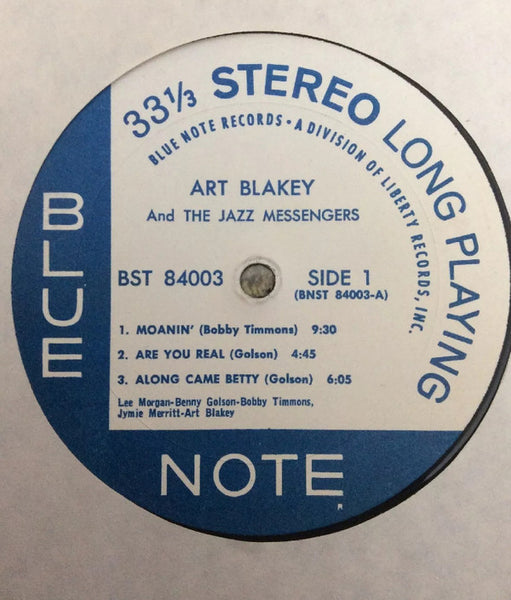 33 1/3 STEREO LONG PLAYING
BLUE NOTE RECORDS • A DIVISION OF LIBERTY RECORDS, INC.
ART BLAKEY
And THE JAZZ MESSENGERS
BST 84003 SIDE 1
(BNST 84003-A)
1. MOANIN' (Bobby Timmons) 9:30
2. ARE YOU REAL (Golson) 4:45
3. ALONG CAME BETTY (Golson) 6:05
Lee Morgan-Benny Golson-Bobby Timmons,
Jymie Merritt-Art Blakey
BLUE
NOTE